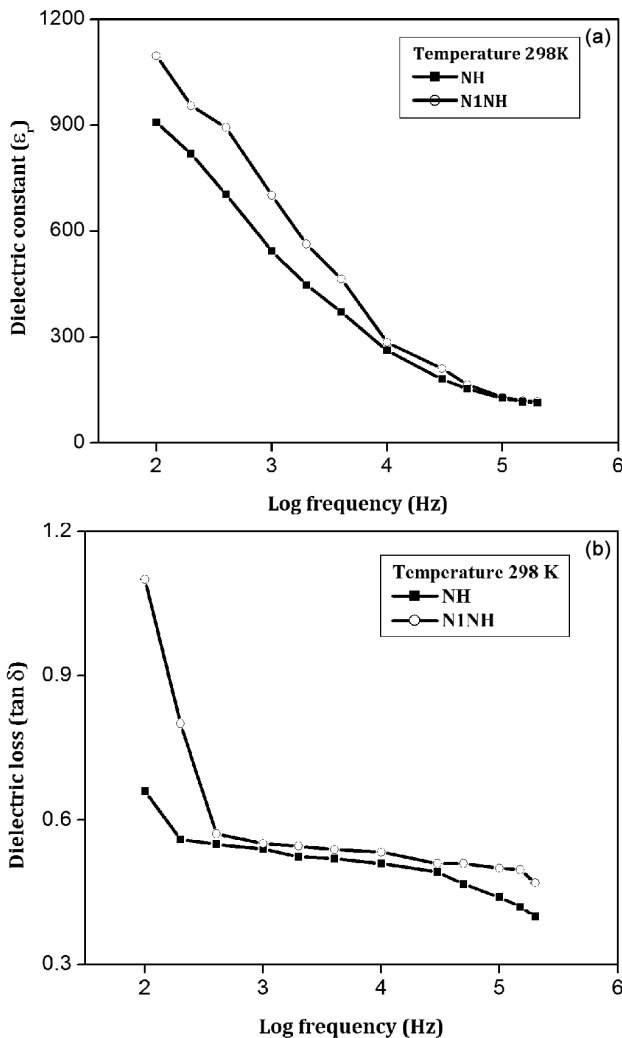 (a)
1200
900
600
300
0
Dielectric constant (εr)
Temperature 298K
NH
N1NH
2 3 4 5 6
Log frequency (Hz)
(b)
1.2
0.9
0.6
0.3
Dielectric loss (tan δ)
Temperature 298 K
NH
N1NH
2 3 4 5 6
Log frequency (Hz)